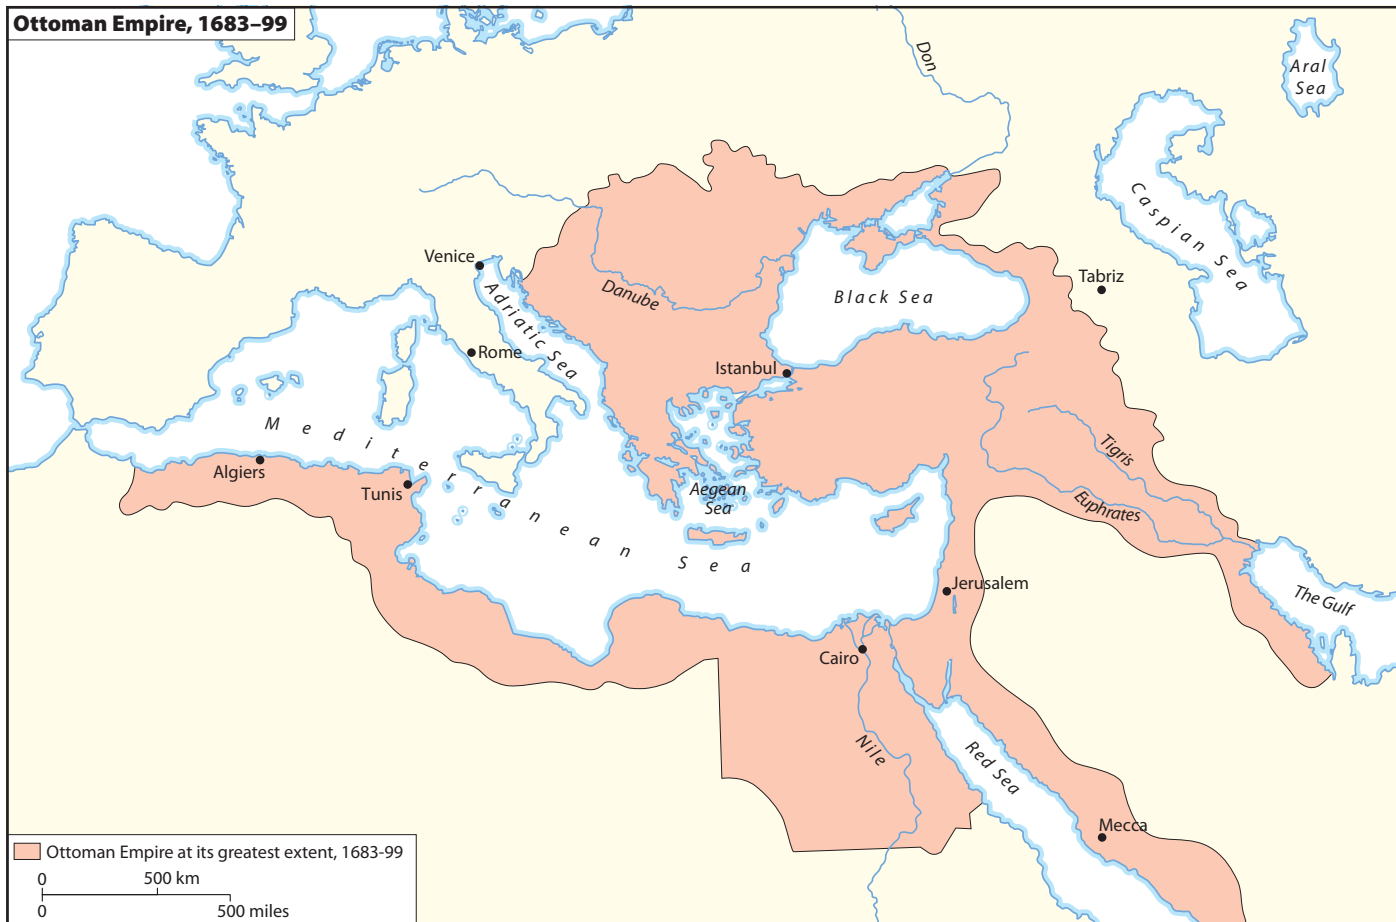 Ottoman Empire, 1683–99
Don
Aral
Sea
Caspian Sea
Venice
Tabriz
Adriatic Sea
Danube
Black Sea
Rome
Istanbul
Mediterranean Sea
Algiers
Tunis
Tigris
Aegean
Sea
Euphrates
Jerusalem
The Gulf
Cairo
Nile
Red Sea
Mecca
Ottoman Empire at its greatest extent, 1683-99
0 500 km
0 500 miles